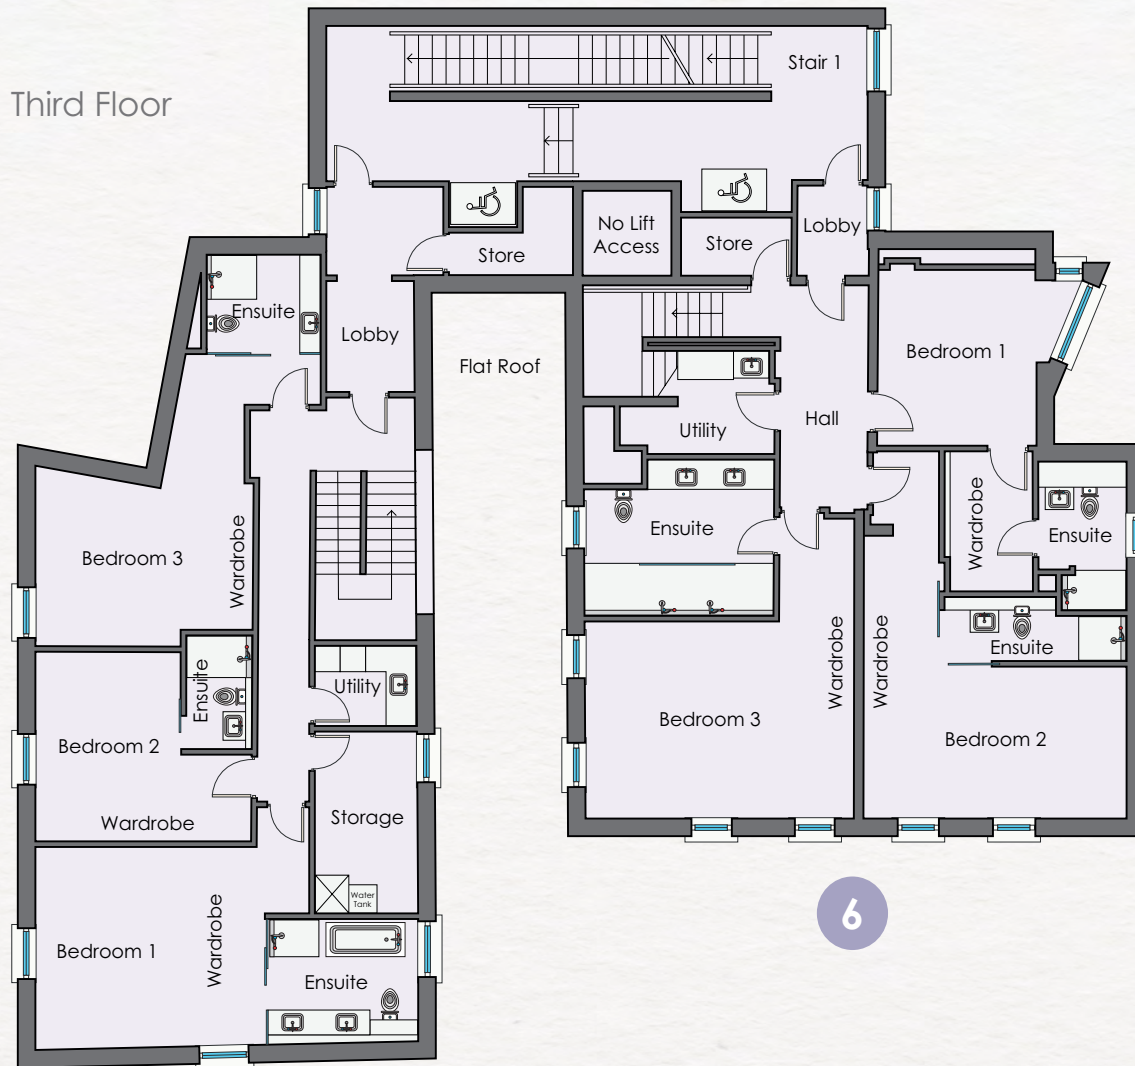 Third Floor
Stair 1
No Lift
Access
Lobby
Store
Store
Ensuite
Lobby
Flat Roof
Bedroom 1
Hall
Utility
Ensuite
Wardrobe
Ensuite
Bedroom 3
Wardrobe
Ensuite
Utility
Wardrobe
Wardrobe
Ensuite
Bedroom 3
Bedroom 2
Bedroom 2
Wardrobe
Storage
Water
Tank
6
Bedroom 1
Wardrobe
Ensuite